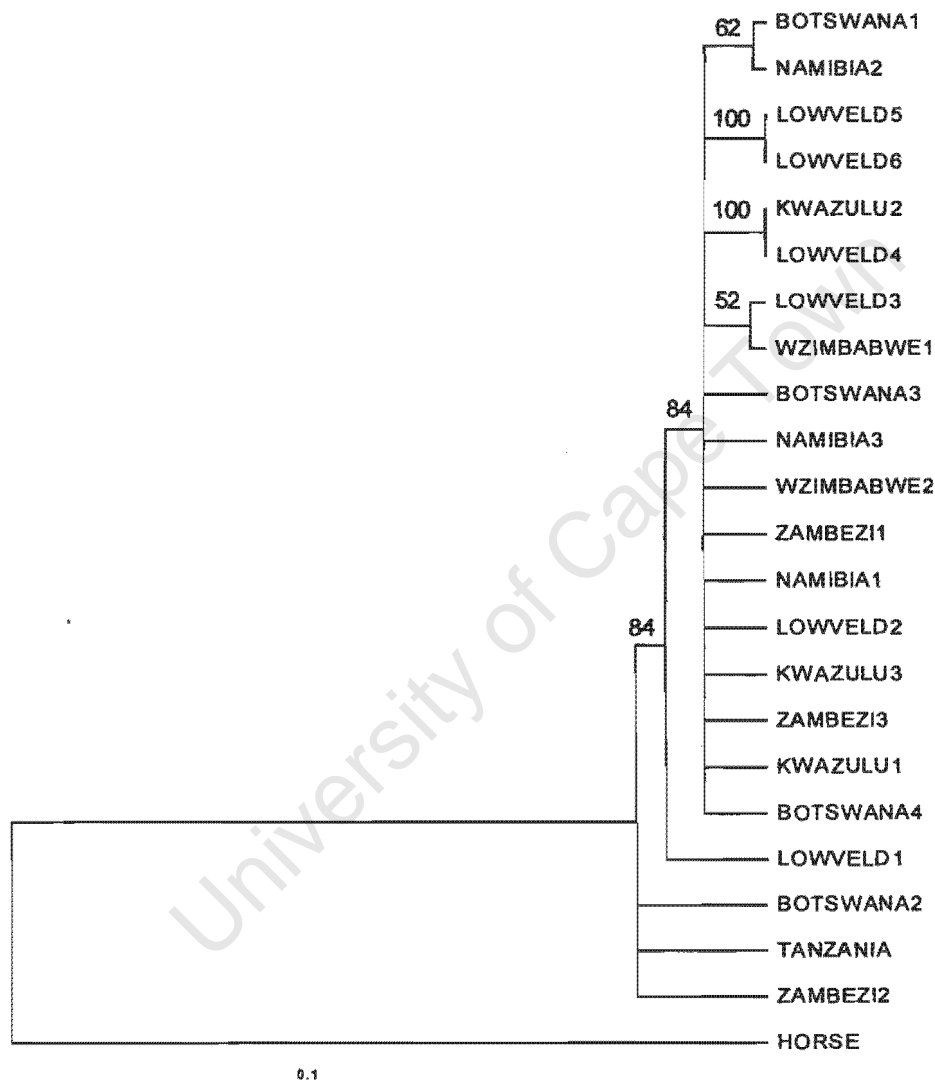 62
BOTSWANA1
NAMIBIA2
100
LOWVELD5
LOWVELD6
100
KWAZULU2
LOWVELD4
52
LOWVELD3
WZIMBABWE1
BOTSWANA3
84
NAMIBIA3
WZIMBABWE2
ZAMBEZI1
NAMIBIA1
84
LOWVELD2
KWAZULU3
ZAMBEZI3
KWAZULU1
BOTSWANA4
LOWVELD1
BOTSWANA2
TANZANIA
ZAMBEZI2
HORSE
0.1
University of Cape Town